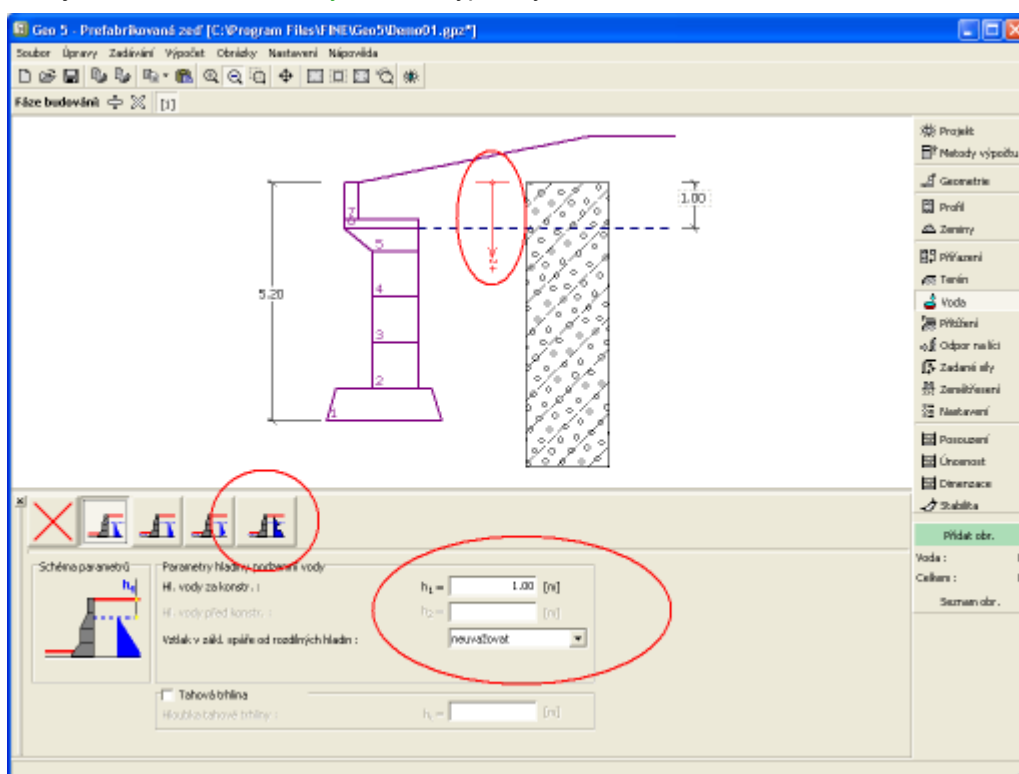 Geo 5 - Prefabrikovaná zeď [C:\Program Files\FINE\Geo5\Demo01.gpz*]
Soubor Úpravy Zadávání Výpočet Obrázky Nastavení Nápověda
Fáze budování [1]
Projekt
Metody výpočtu
Geometrie
Profil
Zeminy
Přiřazení
Terén
Voda
Přitížení
Odpor na líci
Zadané síly
Zemětřesení
Nastavení
Posouzení
Únosnost
Dimenzace
Stabilita
Přidat obr.
Voda :
Celkem :
Seznam obr.
1.00
7
6
5
+z
5.20
4
3
2
1
Schéma parametrů
h1
Parametry hladiny podzemní vody
Hl. vody za konstr. : h1 = 1.00 [m]
Hl. vody před konstr. : h2 = [m]
Vztlak v zákl. spáře od rozdílných hladin : neuvažovat
Tahová trhlina
Hloubka tahové trhliny : ht = [m]